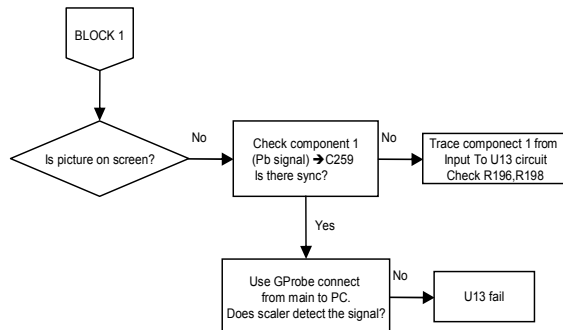 BLOCK 1
Is picture on screen?
No
Check component 1
(Pb signal) ➔C259
Is there sync?
No
Trace component 1 from
Input To U13 circuit
Check R196,R198
Yes
Use GProbe connect
from main to PC.
Does scaler detect the signal?
No
U13 fail